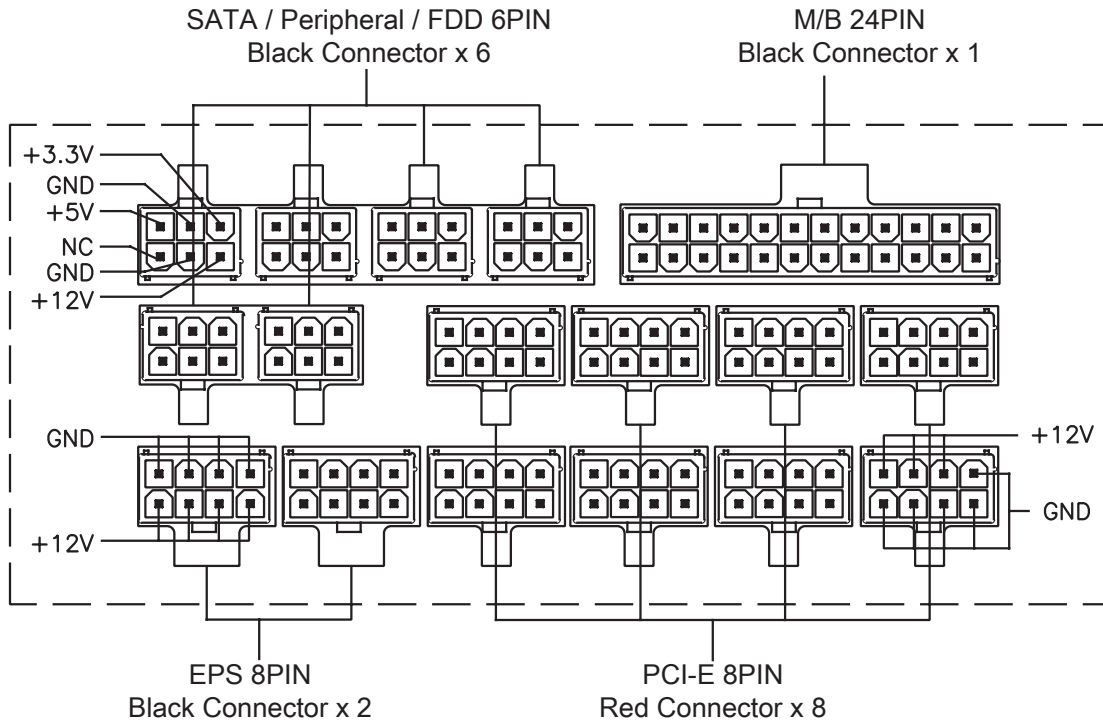 SATA / Peripheral / FDD 6PIN
Black Connector x 6
M/B 24PIN
Black Connector x 1
+3.3V
GND
+5V
NC
GND
+12V
GND
+12V
+12V
GND
EPS 8PIN
Black Connector x 2
PCI-E 8PIN
Red Connector x 8